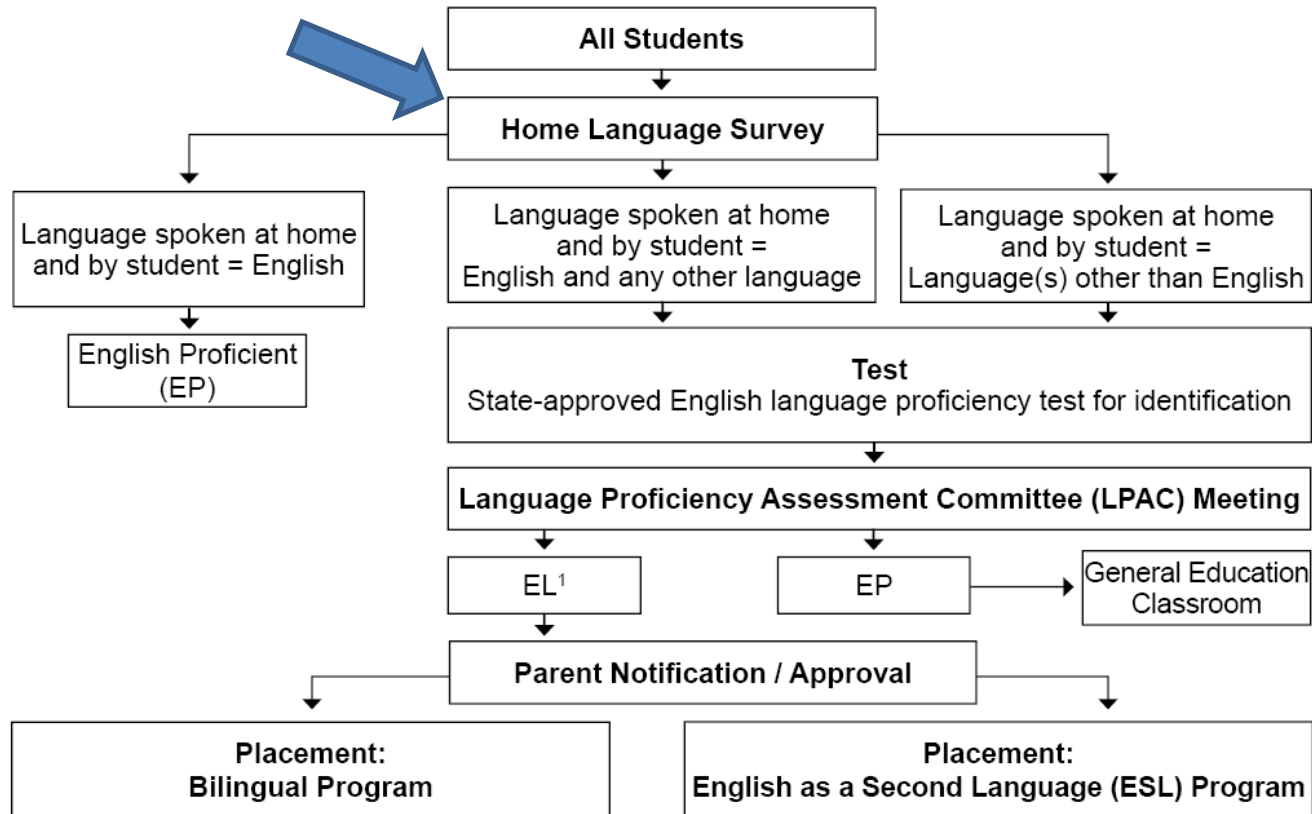 All Students
Home Language Survey
Language spoken at home
and by student = English
Language spoken at home
and by student =
English and any other language
Language spoken at home
and by student =
Language(s) other than English
English Proficient
(EP)
Test
State-approved English language proficiency test for identification
Language Proficiency Assessment Committee (LPAC) Meeting
EL¹
EP
General Education
Classroom
Parent Notification / Approval
Placement:
Bilingual Program
Placement:
English as a Second Language (ESL) Program